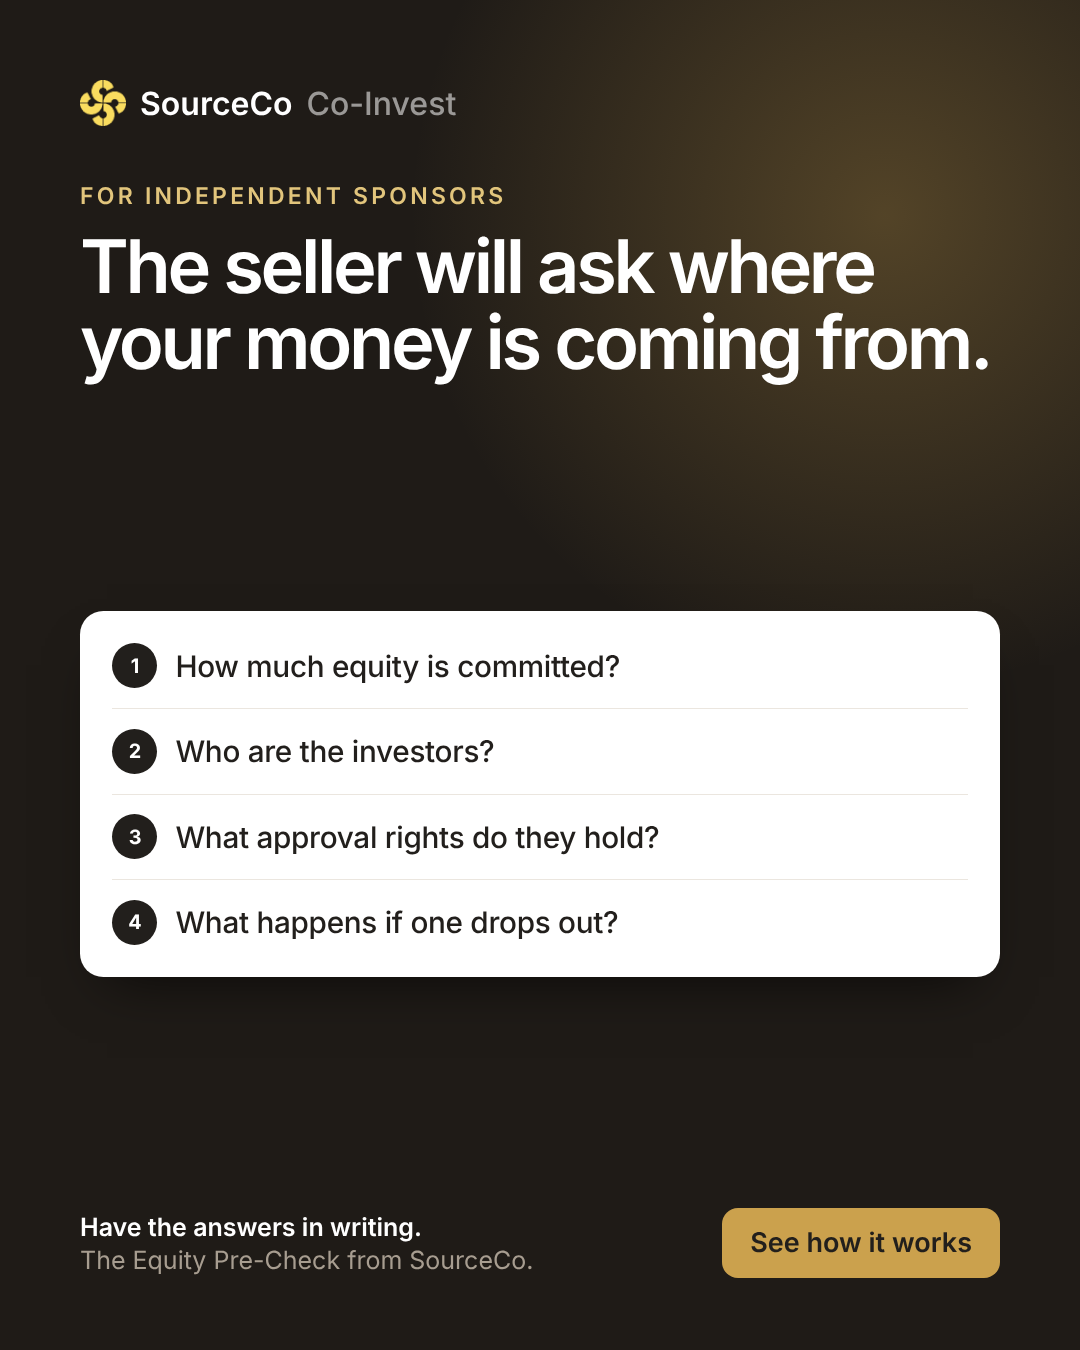 SourceCo Co-Invest
FOR INDEPENDENT SPONSORS
The seller will ask where
your money is coming from.
1 How much equity is committed?
2 Who are the investors?
3 What approval rights do they hold?
4 What happens if one drops out?
Have the answers in writing.
The Equity Pre-Check from SourceCo.
See how it works